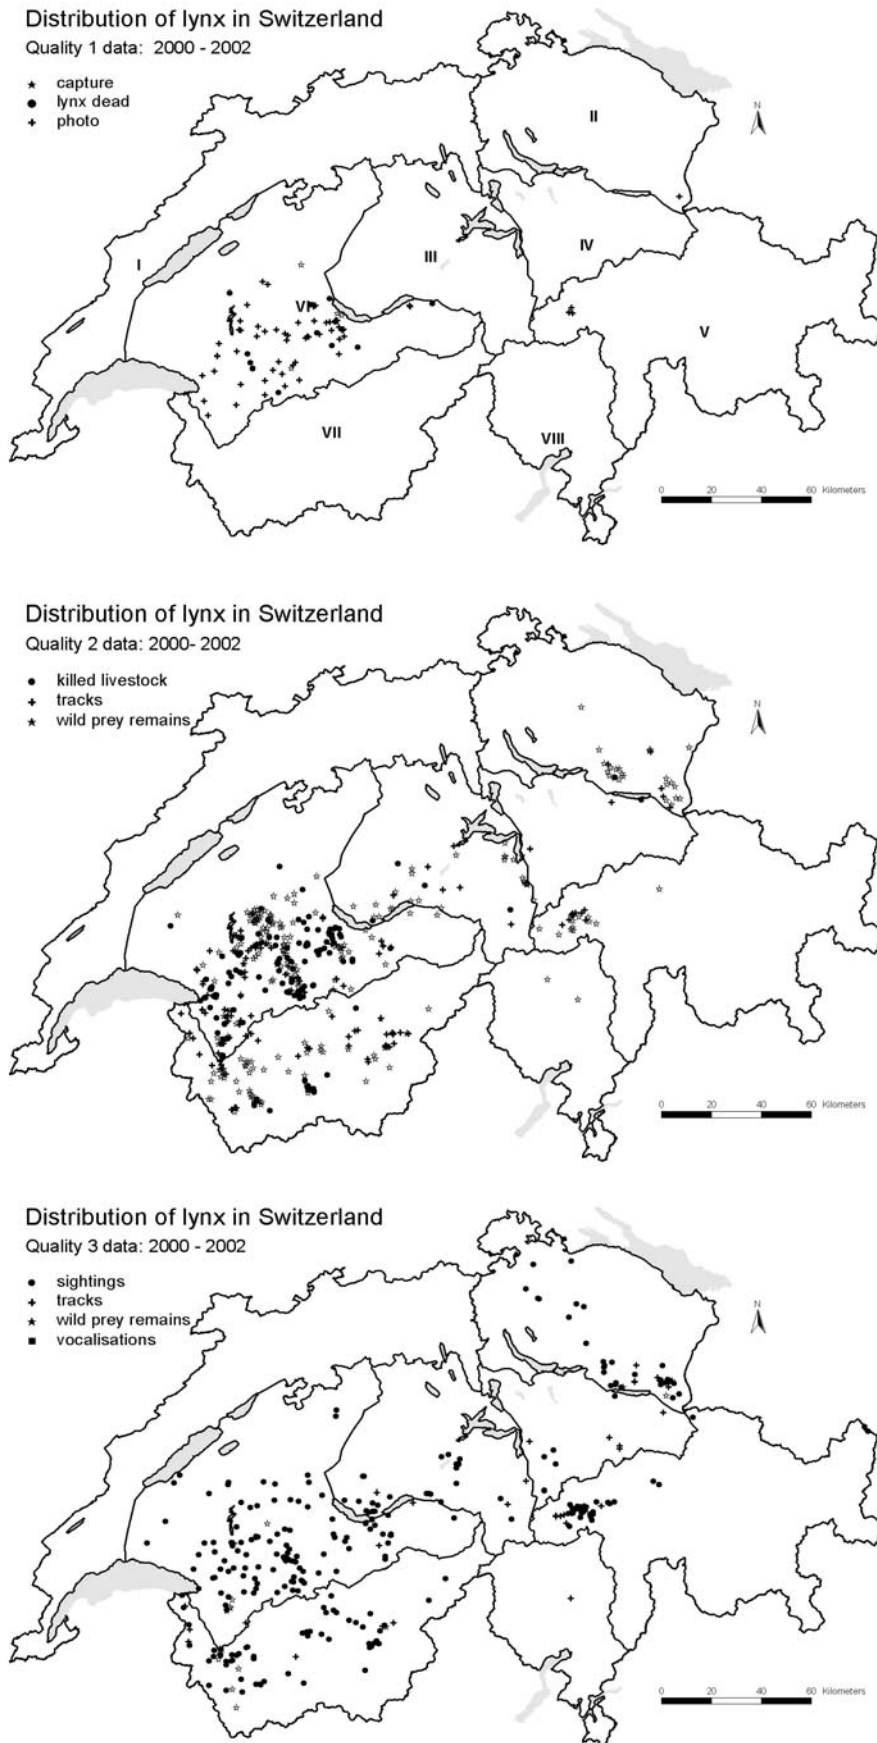 Distribution of lynx in Switzerland
Quality 1 data: 2000 - 2002
capture
lynx dead
photo
N
II
IV
III
I
VI
V
VII
VIII
0 20 40 60 Kilometers
Distribution of lynx in Switzerland
Quality 2 data: 2000- 2002
killed livestock
tracks
wild prey remains
N
0 20 40 60 Kilometers
Distribution of lynx in Switzerland
Quality 3 data: 2000 - 2002
sightings
tracks
wild prey remains
vocalisations
N
0 20 40 60 Kilometers